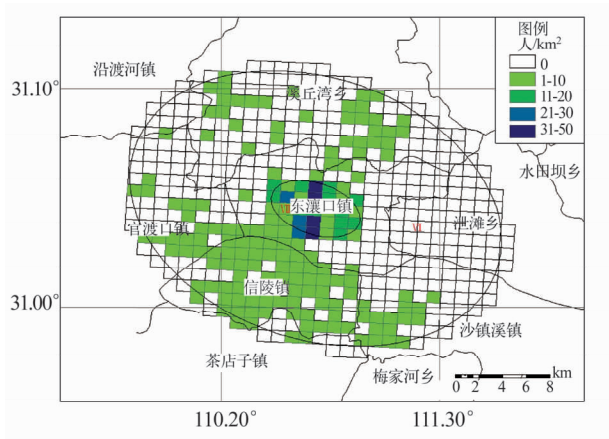 图例
人/km²
0
1-10
11-20
21-30
31-50
31.10°
沿渡河镇
溪丘湾乡
水田坝乡
东瀼口镇
官渡口镇
泄滩乡
VI
信陵镇
31.00°
沙镇溪镇
茶店子镇
梅家河乡
km
0 2 4 6 8
110.20°
111.30°